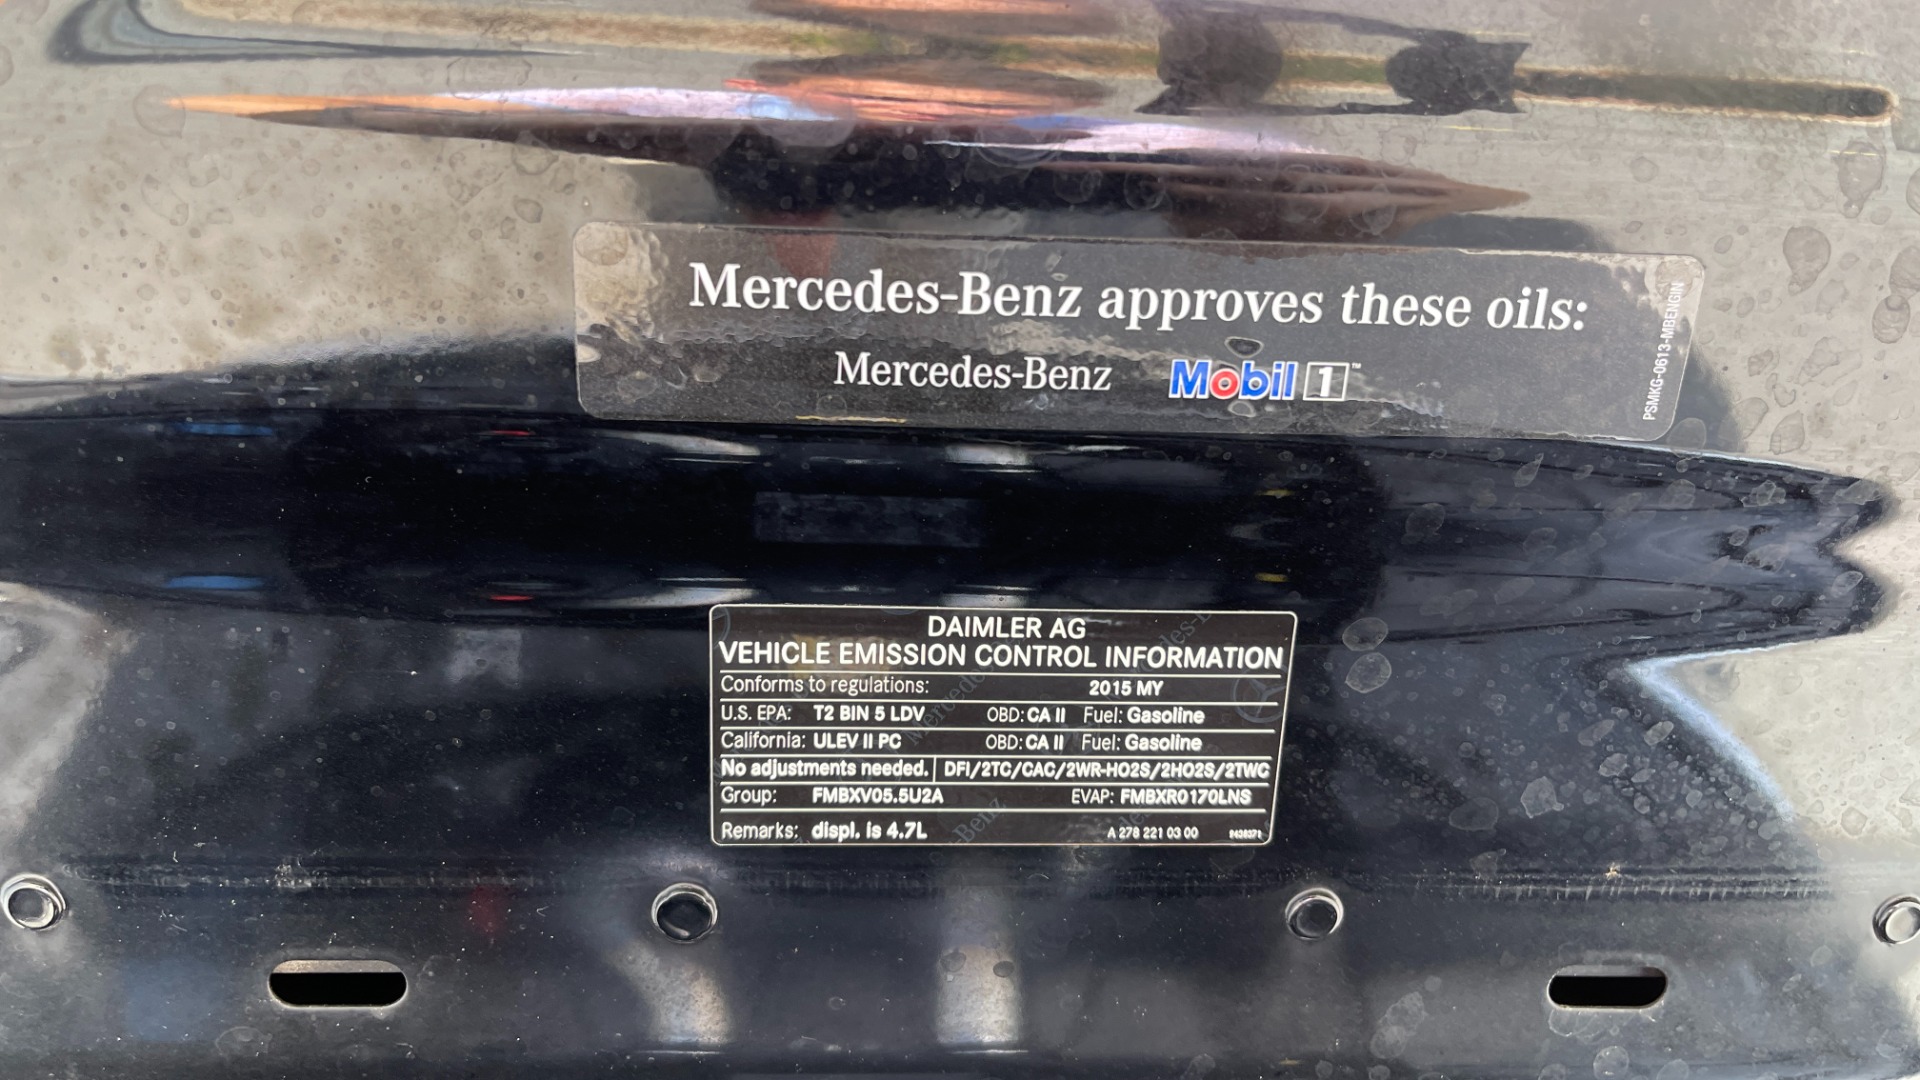 Mercedes-Benz approves these oils:
Mercedes-Benz Mobil 1™
PSMKG-0613-MBENGIN
DAIMLER AG
VEHICLE EMISSION CONTROL INFORMATION
Conforms to regulations: 2015 MY
U.S. EPA: T2 BIN 5 LDV OBD: CA II Fuel: Gasoline
California: ULEV II PC OBD: CA II Fuel: Gasoline
No adjustments needed. DFI/2TC/CAC/2WR-HO2S/2HO2S/2TWC
Group: FMBXV05.5U2A EVAP: FMBXR0170LNS
Remarks: displ. is 4.7L A 278 221 03 00